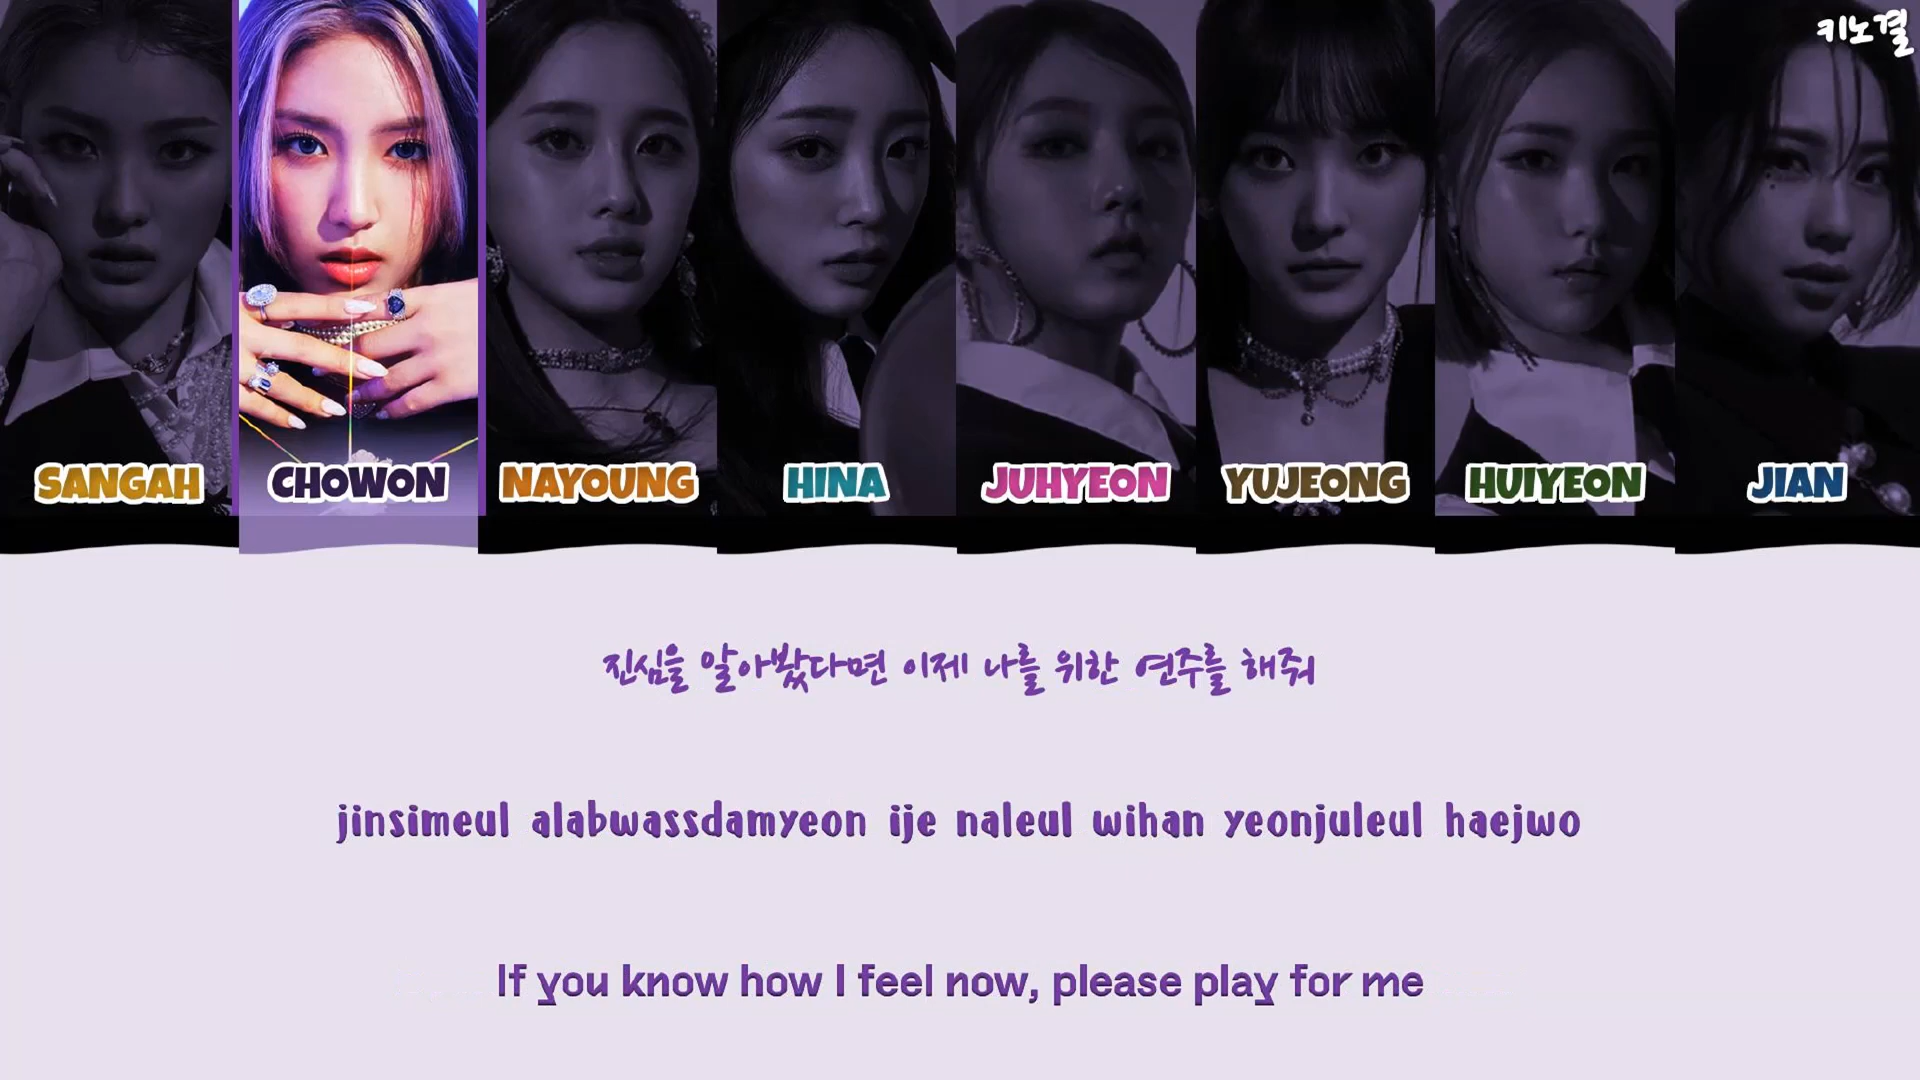 키노결
SANGAH CHOWON NAYOUNG HINA JUHYEON YUJEONG HUIYEON JIAN
진심을 알아봤다면 이제 나를 위한 연주를 해줘
jinsimeul alabwassdamyeon ije naleul wihan yeonjuleul haejwo
If you know how I feel now, please play for me